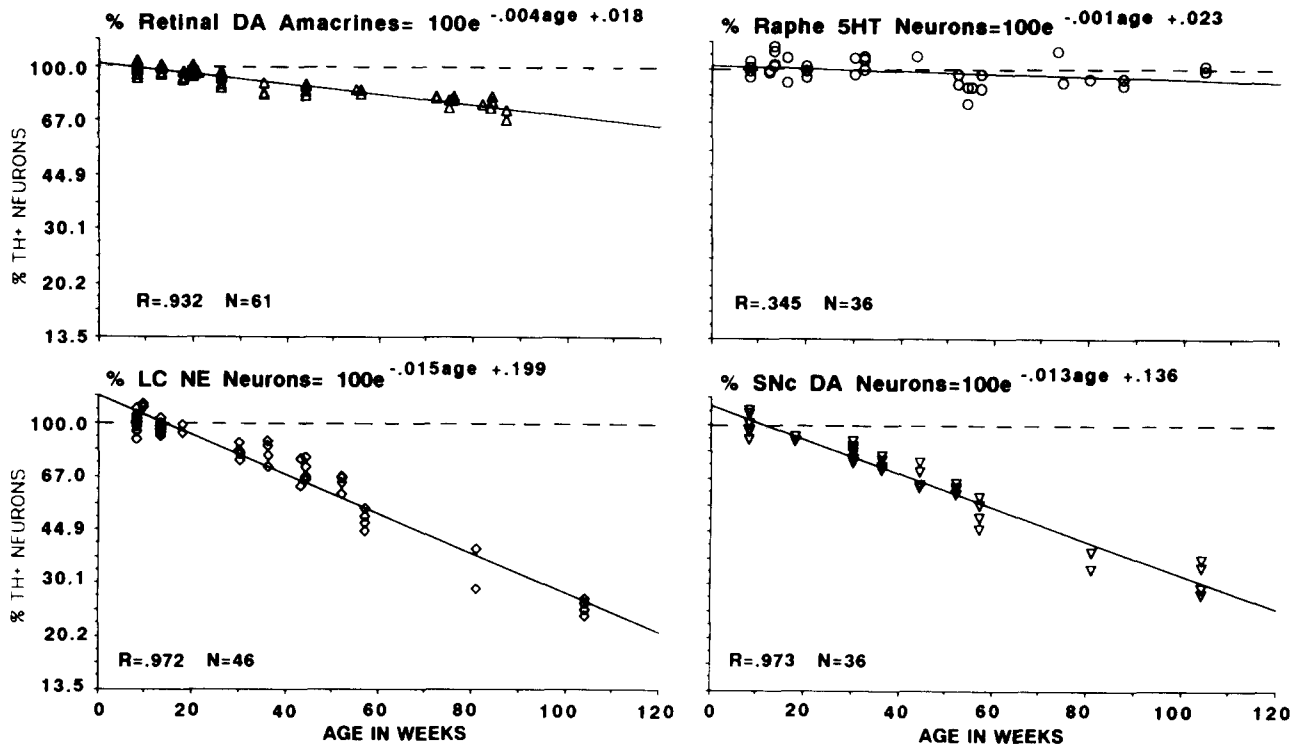 % Retinal DA Amacrines= 100e -.004age +.018
100.0
67.0
44.9
30.1
20.2
13.5
% TH+ NEURONS
R=.932 N=61
% Raphe 5HT Neurons=100e -.001age +.023
R=.345 N=36
% LC NE Neurons= 100e -.015age +.199
100.0
67.0
44.9
30.1
20.2
13.5
% TH+ NEURONS
R=.972 N=46
0 20 40 60 80 100 120
AGE IN WEEKS
% SNc DA Neurons=100e -.013age +.136
R=.973 N=36
0 20 40 60 80 100 120
AGE IN WEEKS